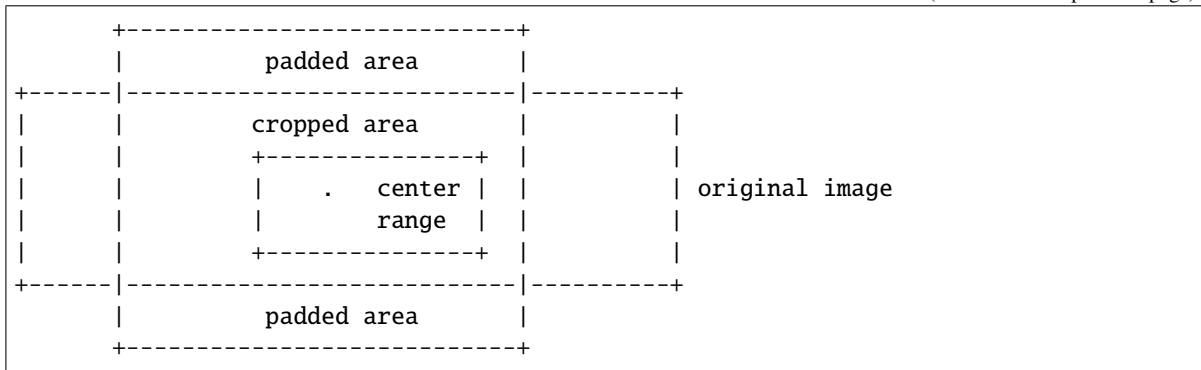 +----------------------------+
       |          padded area       |
+------|----------------------------|----------+
|      |         cropped area       |          |
|      |         +---------------+  |          |
|      |         |    .   center |  |          | original image
|      |         |        range  |  |          |
|      |         +---------------+  |          |
+------|----------------------------|----------+
       |          padded area       |
       +----------------------------+